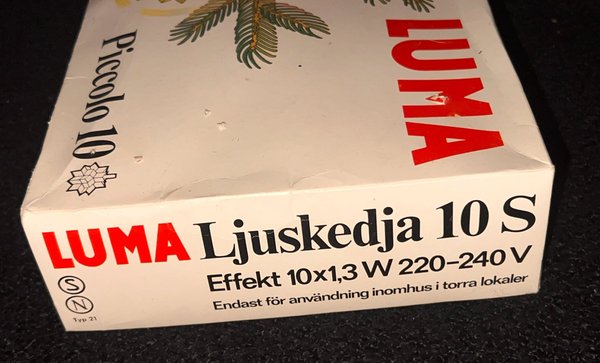 LUMA
Piccolo 10
LUMA Ljuskedja 10 S
Effekt 10x1,3 W 220–240 V
Endast för användning inomhus i torra lokaler
S
N
Typ 21